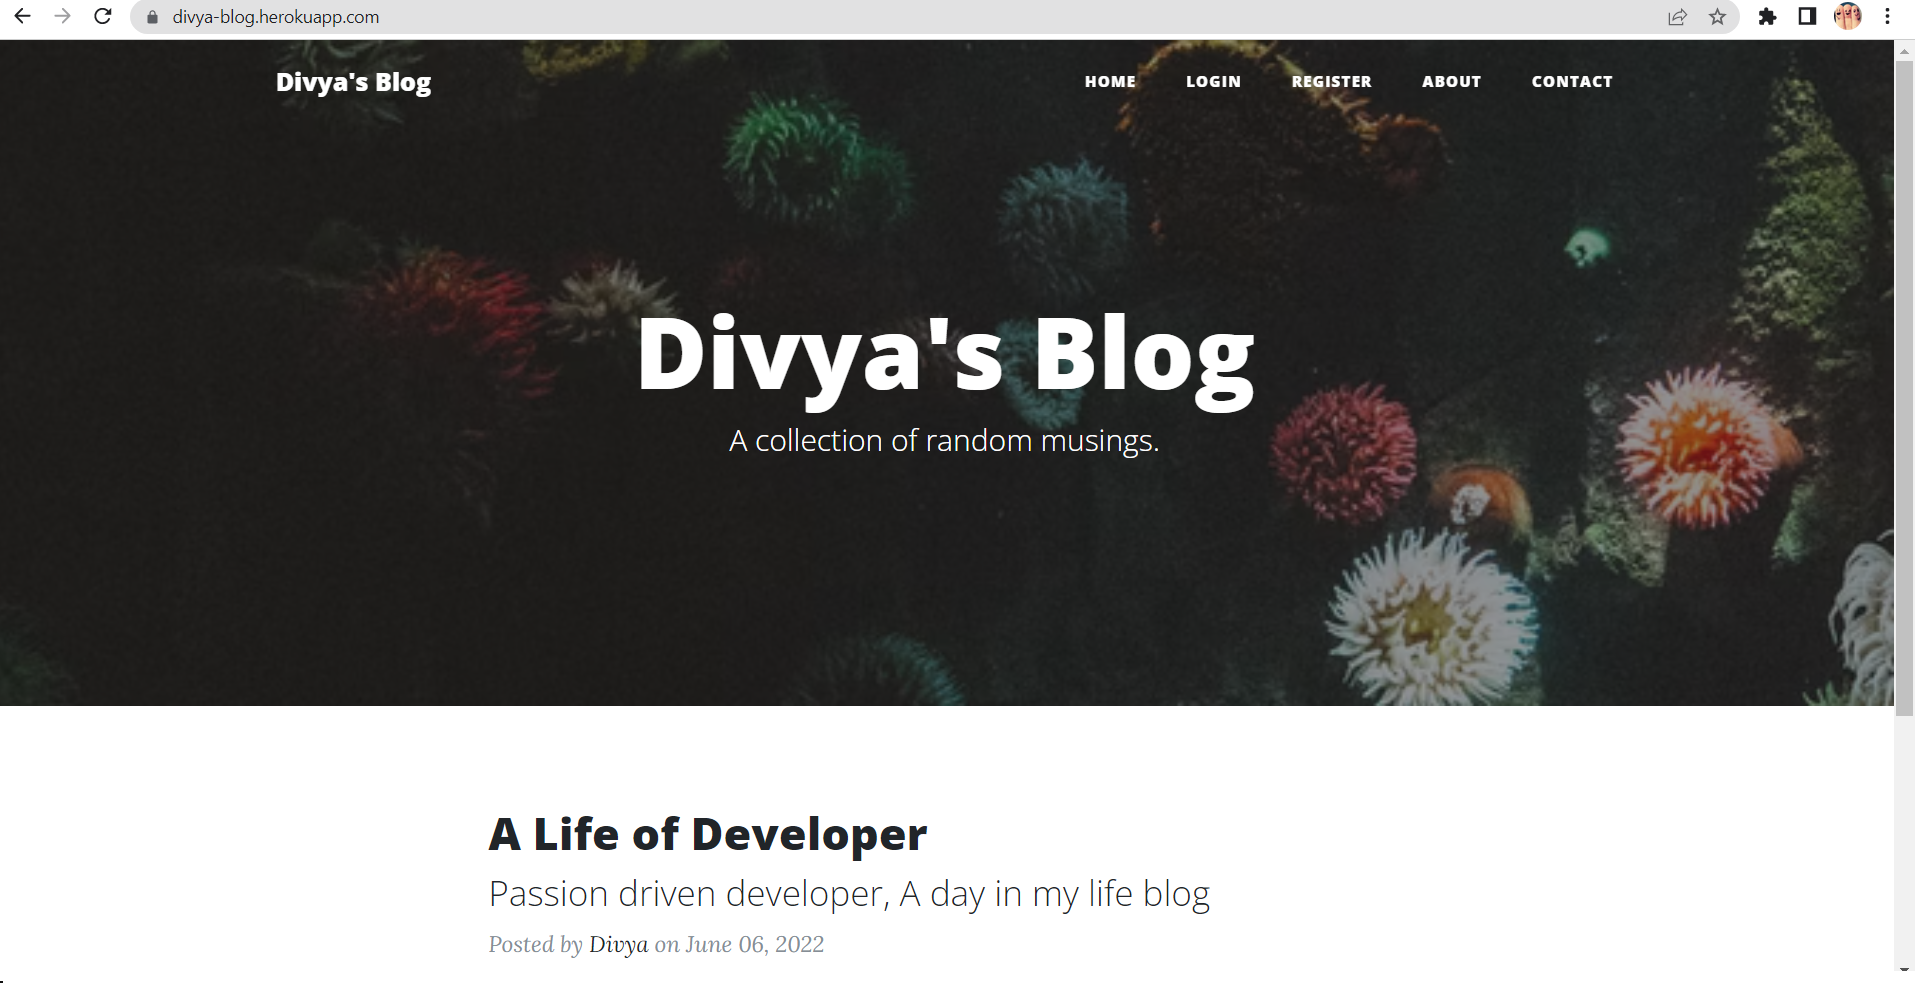 divya-blog.herokuapp.com
Divya's Blog
HOME LOGIN REGISTER ABOUT CONTACT
Divya's Blog
A collection of random musings.
A Life of Developer
Passion driven developer, A day in my life blog
Posted by Divya on June 06, 2022